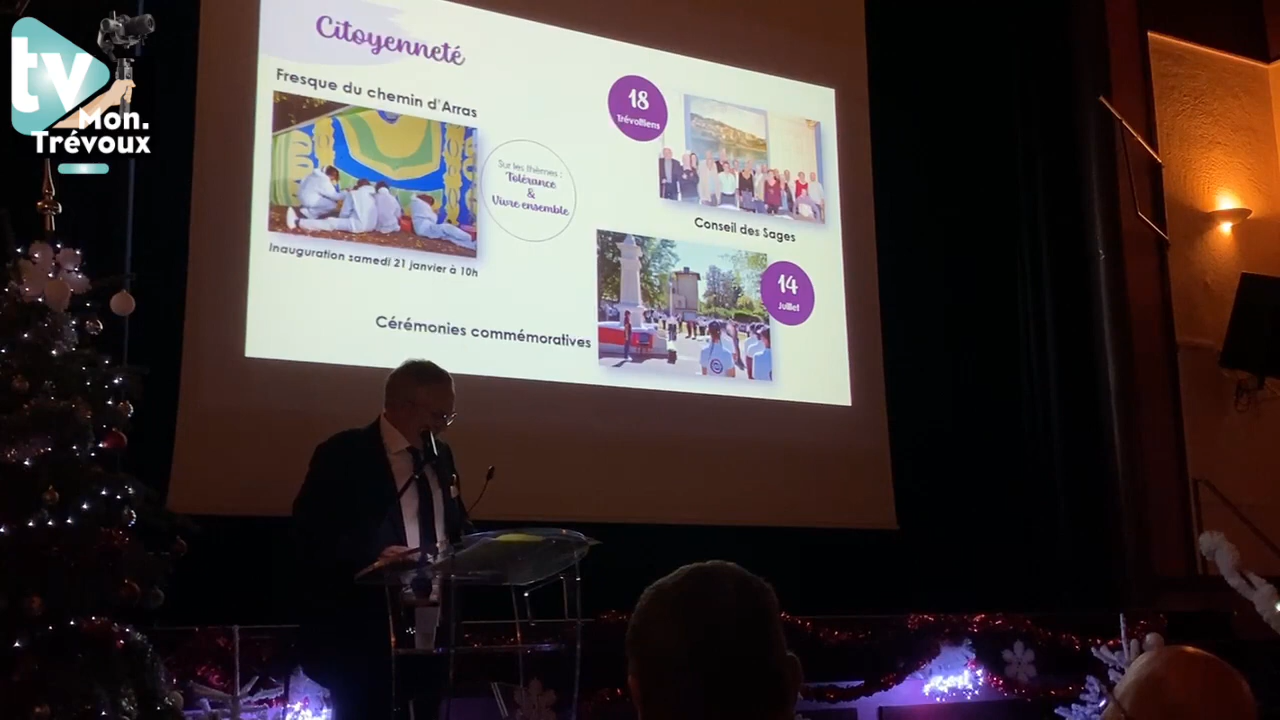 tv
Mon.
Trévoux
Citoyenneté
Fresque du chemin d'Arras
Sur les thèmes :
Tolérance
&
Vivre ensemble
Inauguration samedi 21 janvier à 10h
18
Trévoltiens
Conseil des Sages
14
Juillet
Cérémonies commémoratives